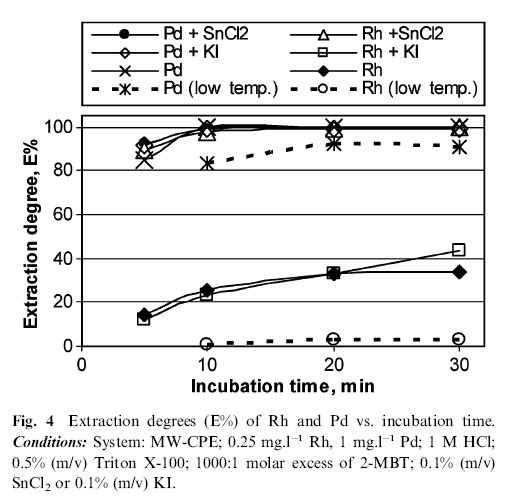 Pd + SnCl2 Rh +SnCl2
Pd + KI Rh + KI
Pd Rh
Pd (low temp.) Rh (low temp.)
100
80
60
40
20
0
Extraction degree, E%
0 10 20 30
Incubation time, min
Fig. 4 Extraction degrees (E%) of Rh and Pd vs. incubation time.
Conditions: System: MW-CPE; 0.25 mg.l⁻¹ Rh, 1 mg.l⁻¹ Pd; 1 M HCl;
0.5% (m/v) Triton X-100; 1000:1 molar excess of 2-MBT; 0.1% (m/v)
SnCl₂ or 0.1% (m/v) KI.